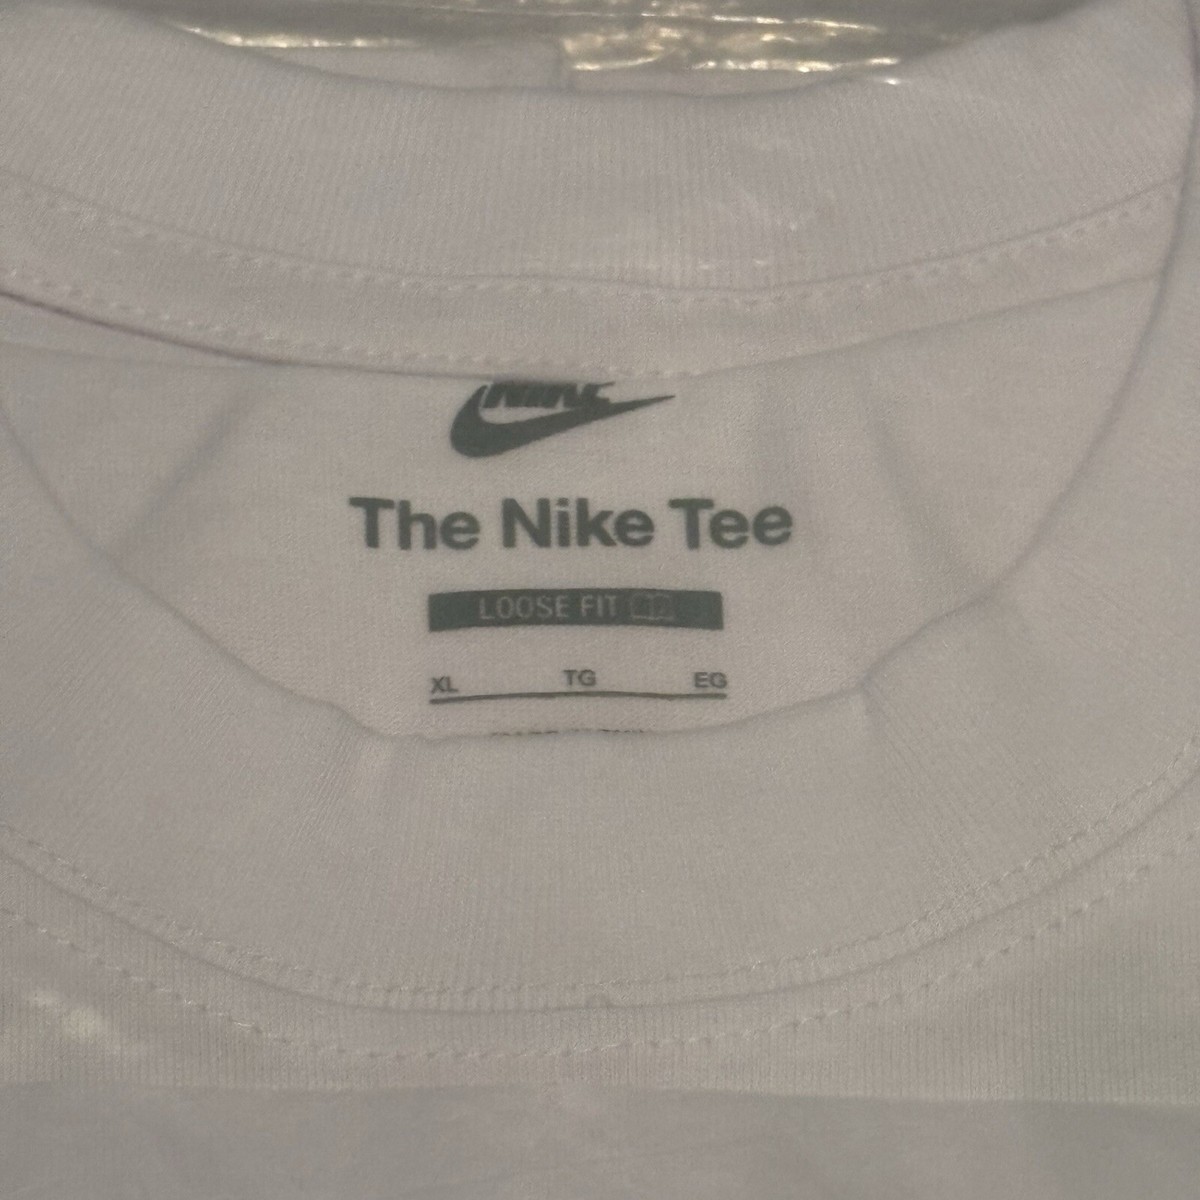 NIKE
The Nike Tee
LOOSE FIT
XL TG EG